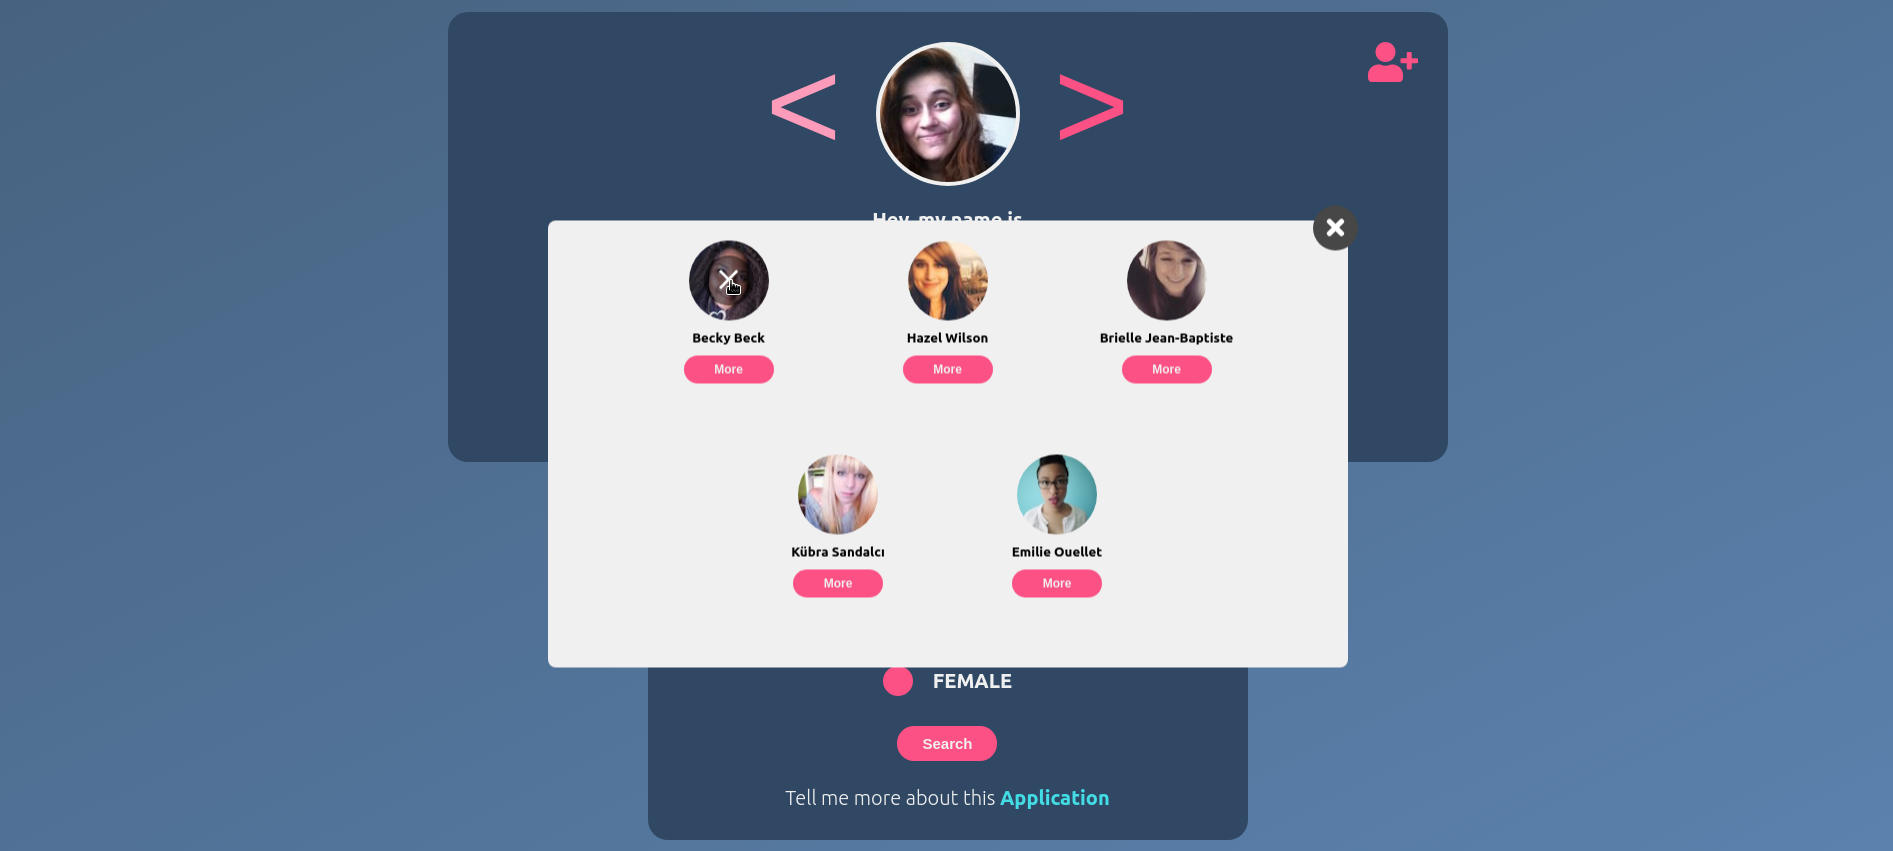 Hey, my name is
Becky Beck
Hazel Wilson
Brielle Jean-Baptiste
More
More
More
Kübra Sandalcı
Emilie Ouellet
More
More
FEMALE
Search
Tell me more about this Application